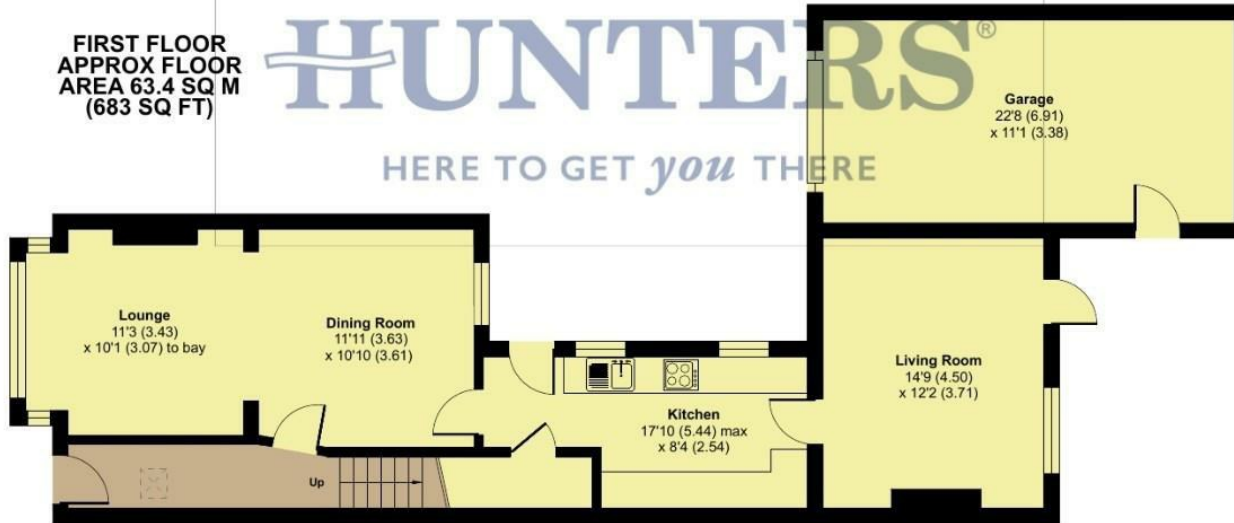 FIRST FLOOR
APPROX FLOOR
AREA 63.4 SQ M
(683 SQ FT)
HUNTERS®
HERE TO GET you THERE
Garage
22'8 (6.91)
x 11'1 (3.38)
Lounge
11'3 (3.43)
x 10'1 (3.07) to bay
Dining Room
11'11 (3.63)
x 10'10 (3.61)
Living Room
14'9 (4.50)
x 12'2 (3.71)
Kitchen
17'10 (5.44) max
x 8'4 (2.54)
Up